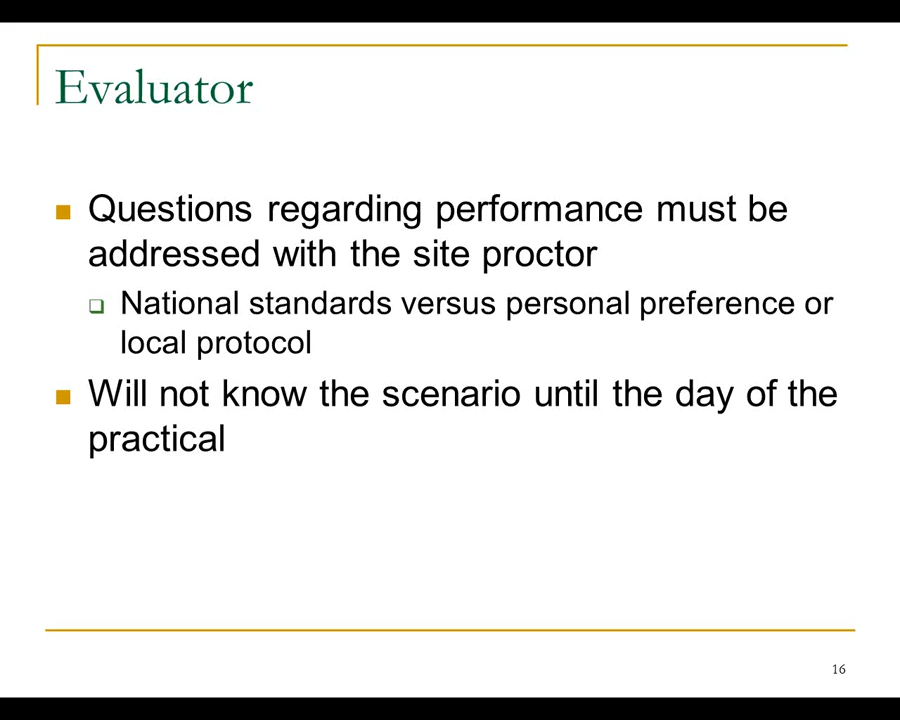 Evaluator
Questions regarding performance must be
addressed with the site proctor
National standards versus personal preference or
local protocol
Will not know the scenario until the day of the
practical
16